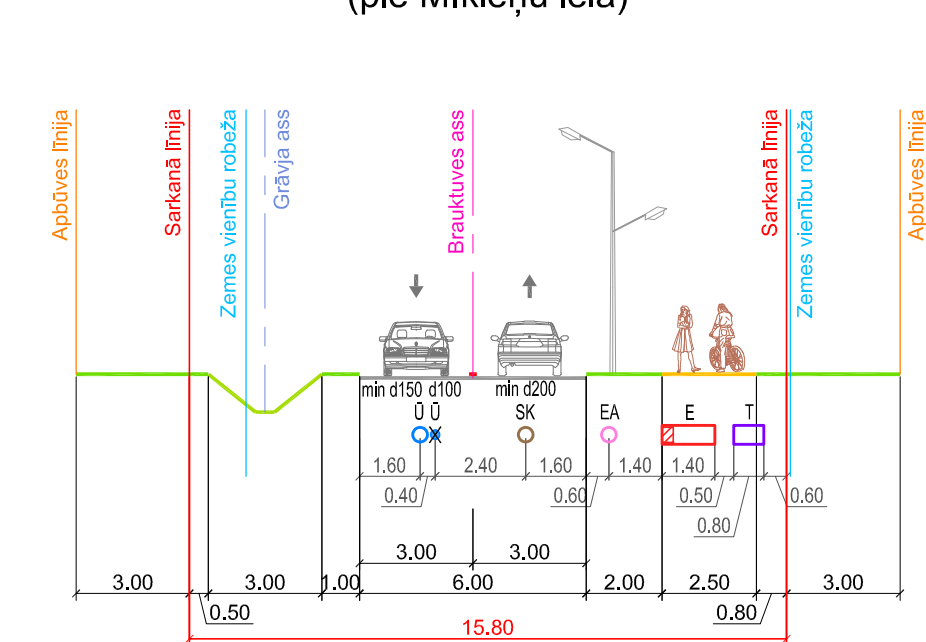 (pie Mikleņu iela)
Apbūves līnija
Sarkanā līnija
Zemes vienību robeža
Grāvja ass
Brauktuves ass
Sarkanā līnija
Zemes vienību robeža
Apbūves līnija
min d150 d100 min d200
Ū Ū SK EA E T
1.60 2.40 1.60 1.40 1.40
0.40 0.60 0.50 0.60
0.80
3.00 3.00
3.00 3.00 1.00 6.00 2.00 2.50 3.00
0.50 0.80
15.80